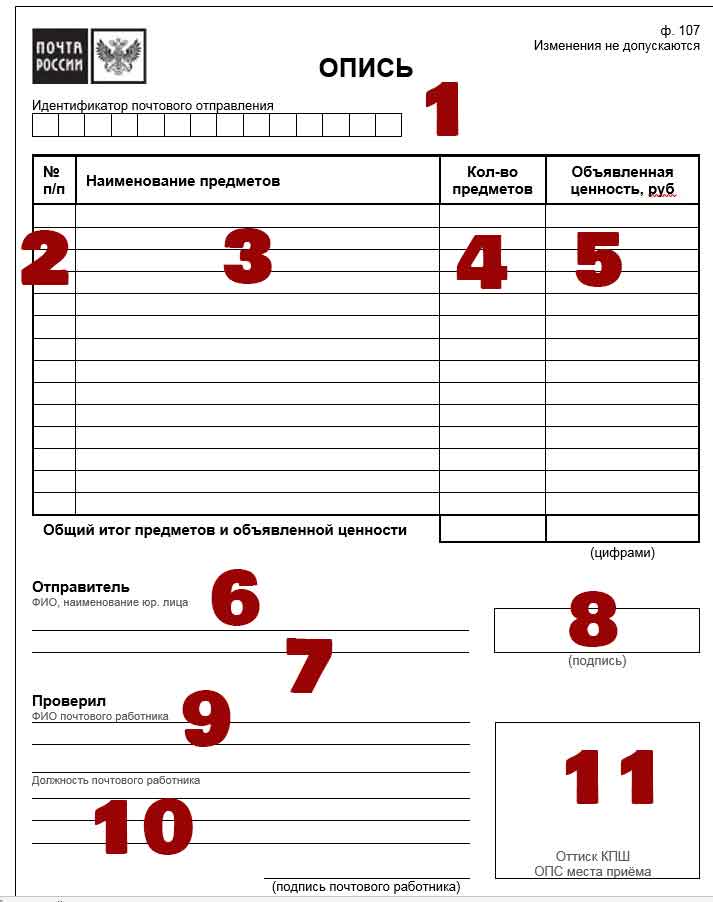 ф. 107
Изменения не допускаются
ПОЧТА
РОССИИ
ОПИСЬ
Идентификатор почтового отправления
1
№
п/п
Наименование предметов
Кол-во
предметов
Объявленная
ценность, руб
2 3 4 5
Общий итог предметов и объявленной ценности
(цифрами)
Отправитель
ФИО, наименование юр. лица
6
8
7
(подпись)
Проверил
ФИО почтового работника
9
Должность почтового работника
10
11
Оттиск КПШ
ОПС места приёма
(подпись почтового работника)